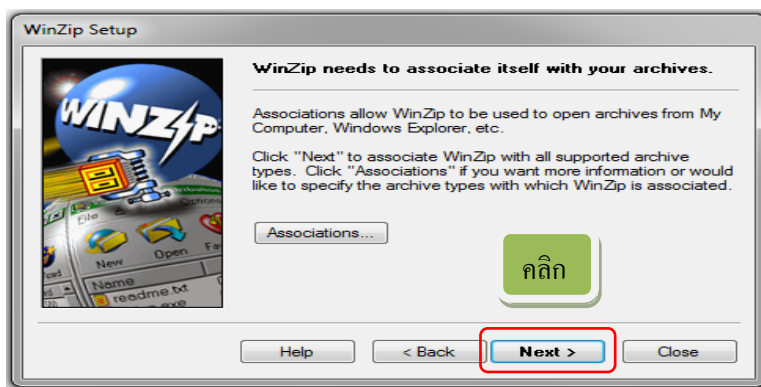 WinZip Setup
WinZip needs to associate itself with your archives.
Associations allow WinZip to be used to open archives from My
Computer, Windows Explorer, etc.
Click "Next" to associate WinZip with all supported archive
types. Click "Associations" if you want more information or would
like to specify the archive types with which WinZip is associated.
Associations...
คลิก
Help
< Back
Next >
Close
WINZIP
File
Options
New
Open
Fav
Name
readme.txt